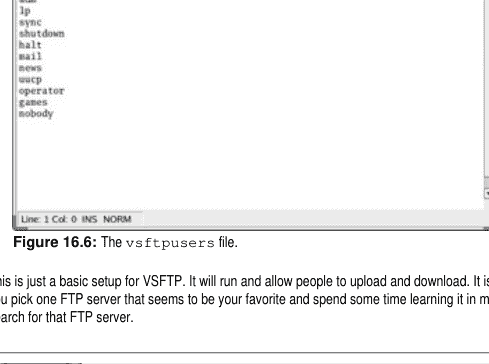 lp
sync
shutdown
halt
mail
news
uucp
operator
games
nobody
Line: 1 Col: 0 INS NORM
Figure 16.6: The vsftpusers file.
his is just a basic setup for VSFTP. It will run and allow people to upload and download. It is
ou pick one FTP server that seems to be your favorite and spend some time learning it in m
earch for that FTP server.